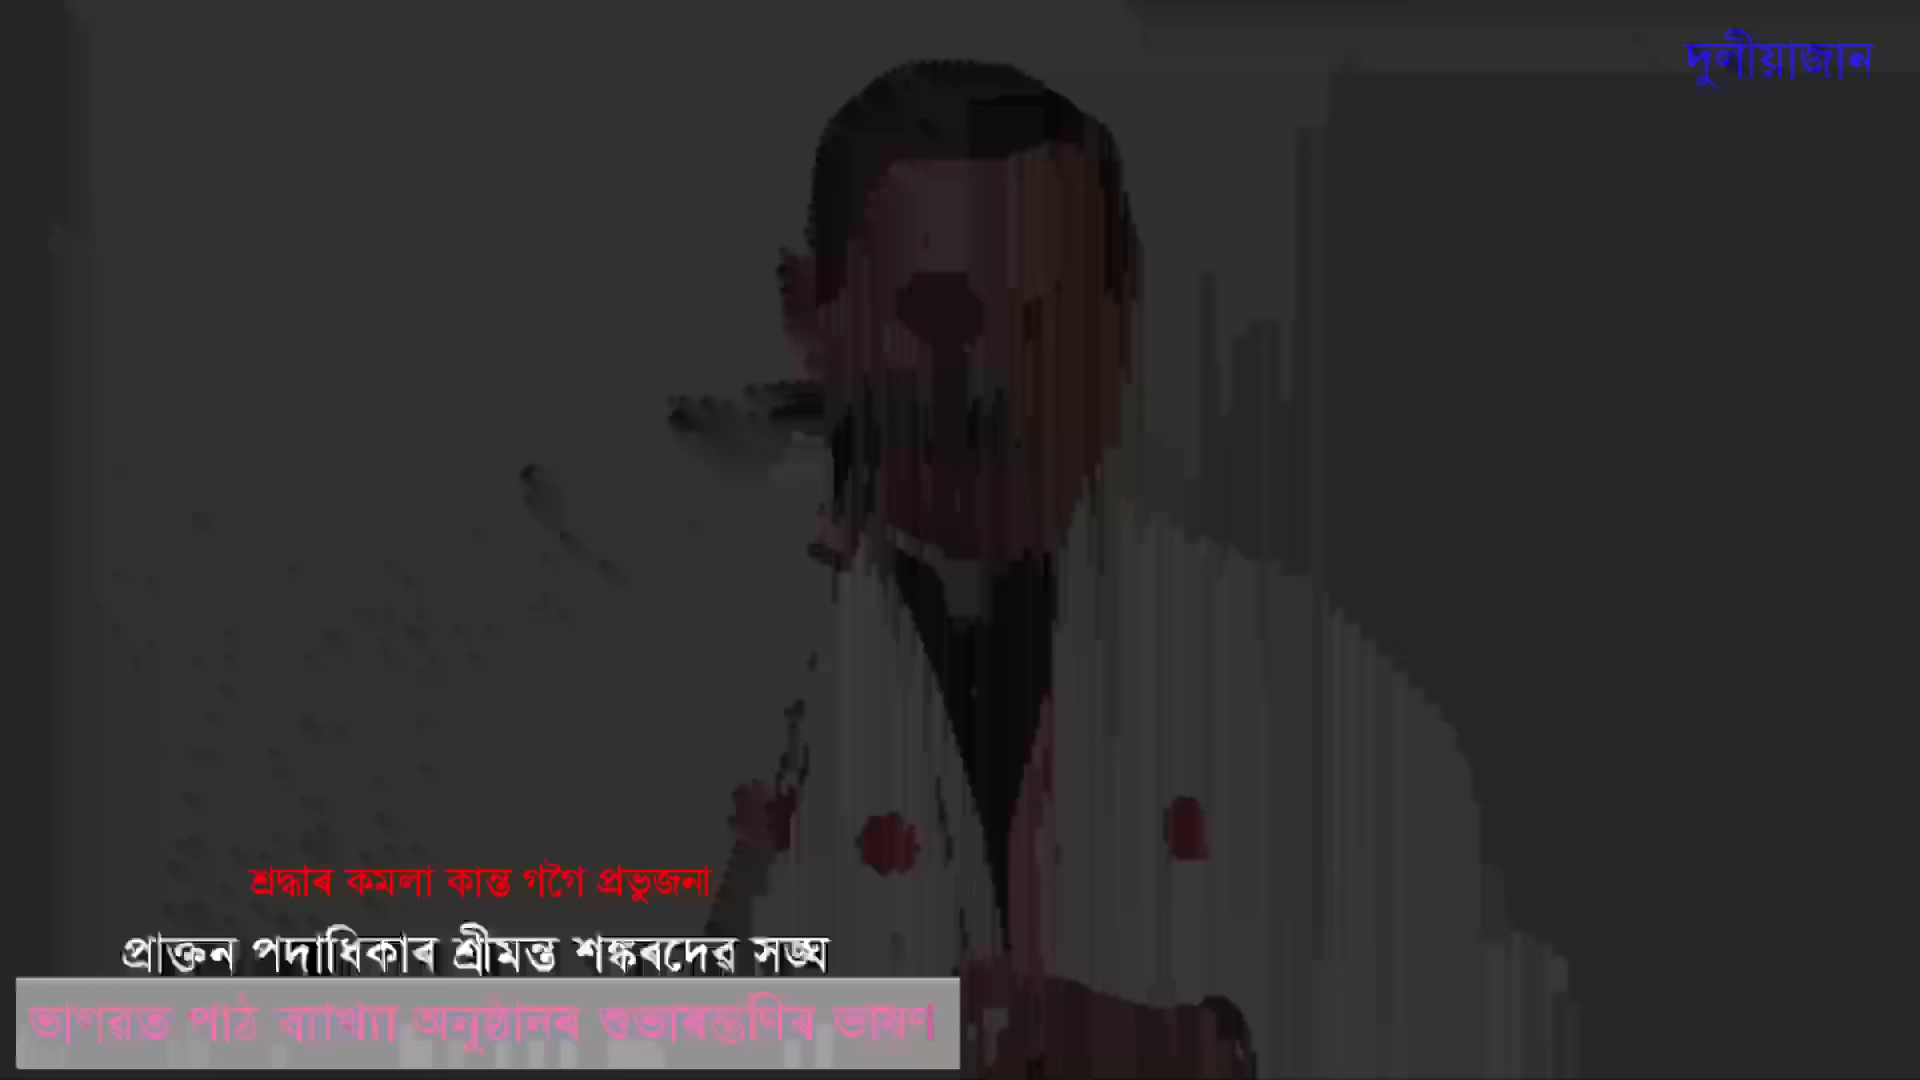 দুলীয়াজান
শ্ৰদ্ধাৰ কমলা কান্ত গগৈ প্ৰভুজনা
প্ৰাক্তন পদাধিকাৰ শ্ৰীমন্ত শঙ্কৰদেৱ সঙ্ঘ
ভাগৱত পাঠ ব্যাখ্যা অনুষ্ঠানৰ শুভাৰম্ভণিৰ ভাষণ